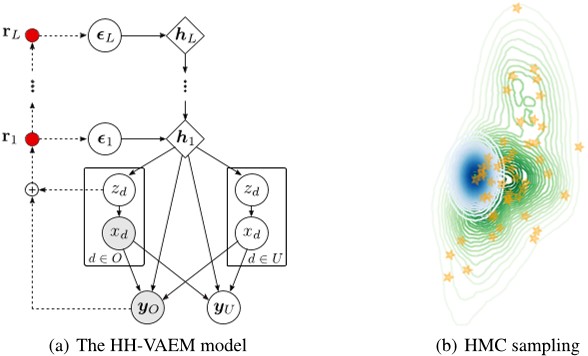 r_L ϵ_L h_L
r_1 ϵ_1 h_1
z_d z_d
+
x_d x_d
d ∈ O d ∈ U
y_O y_U
(a) The HH-VAEM model
(b) HMC sampling